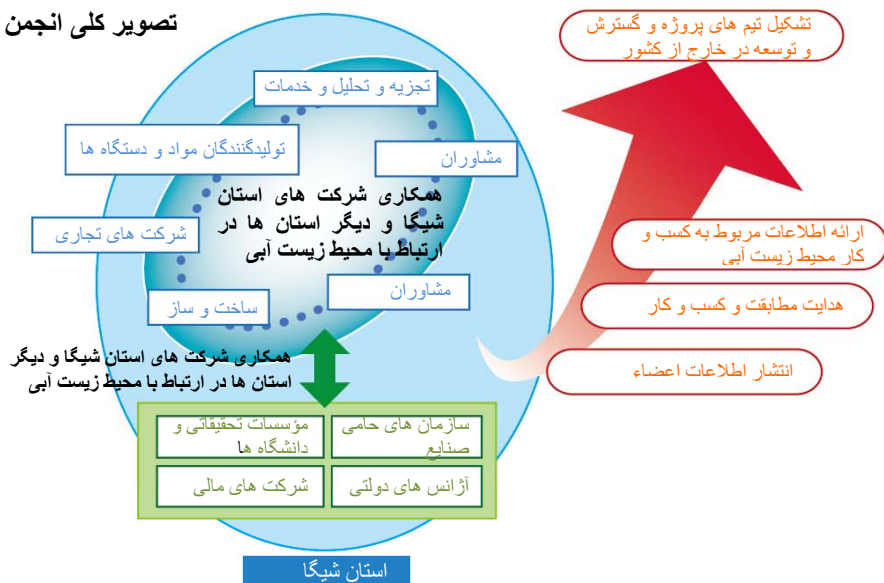 تصویر کلی انجمن
تشکیل تیم های پروژه و گسترش
و توسعه در خارج از کشور
تجزیه و تحلیل و خدمات
تولیدگنندگان مواد و دستگاه ها
مشاوران
همکاری شرکت های استان
شیگا و دیگر استان ها در
ارتباط با محیط زیست آبی
شرکت های تجاری
مشاوران
ساخت و ساز
ارائه اطلاعات مربوط به کسب و
کار محیط زیست آبی
هدایت مطابقت و کسب و کار
انتشار اطلاعات اعضاء
همکاری شرکت های استان شیگا و دیگر
استان ها در ارتباط با محیط زیست آبی
سازمان های حامی
صنایع
مؤسسات تحقیقاتی و
دانشگاه ها
آژانس های دولتی
شرکت های مالی
استان شیگا